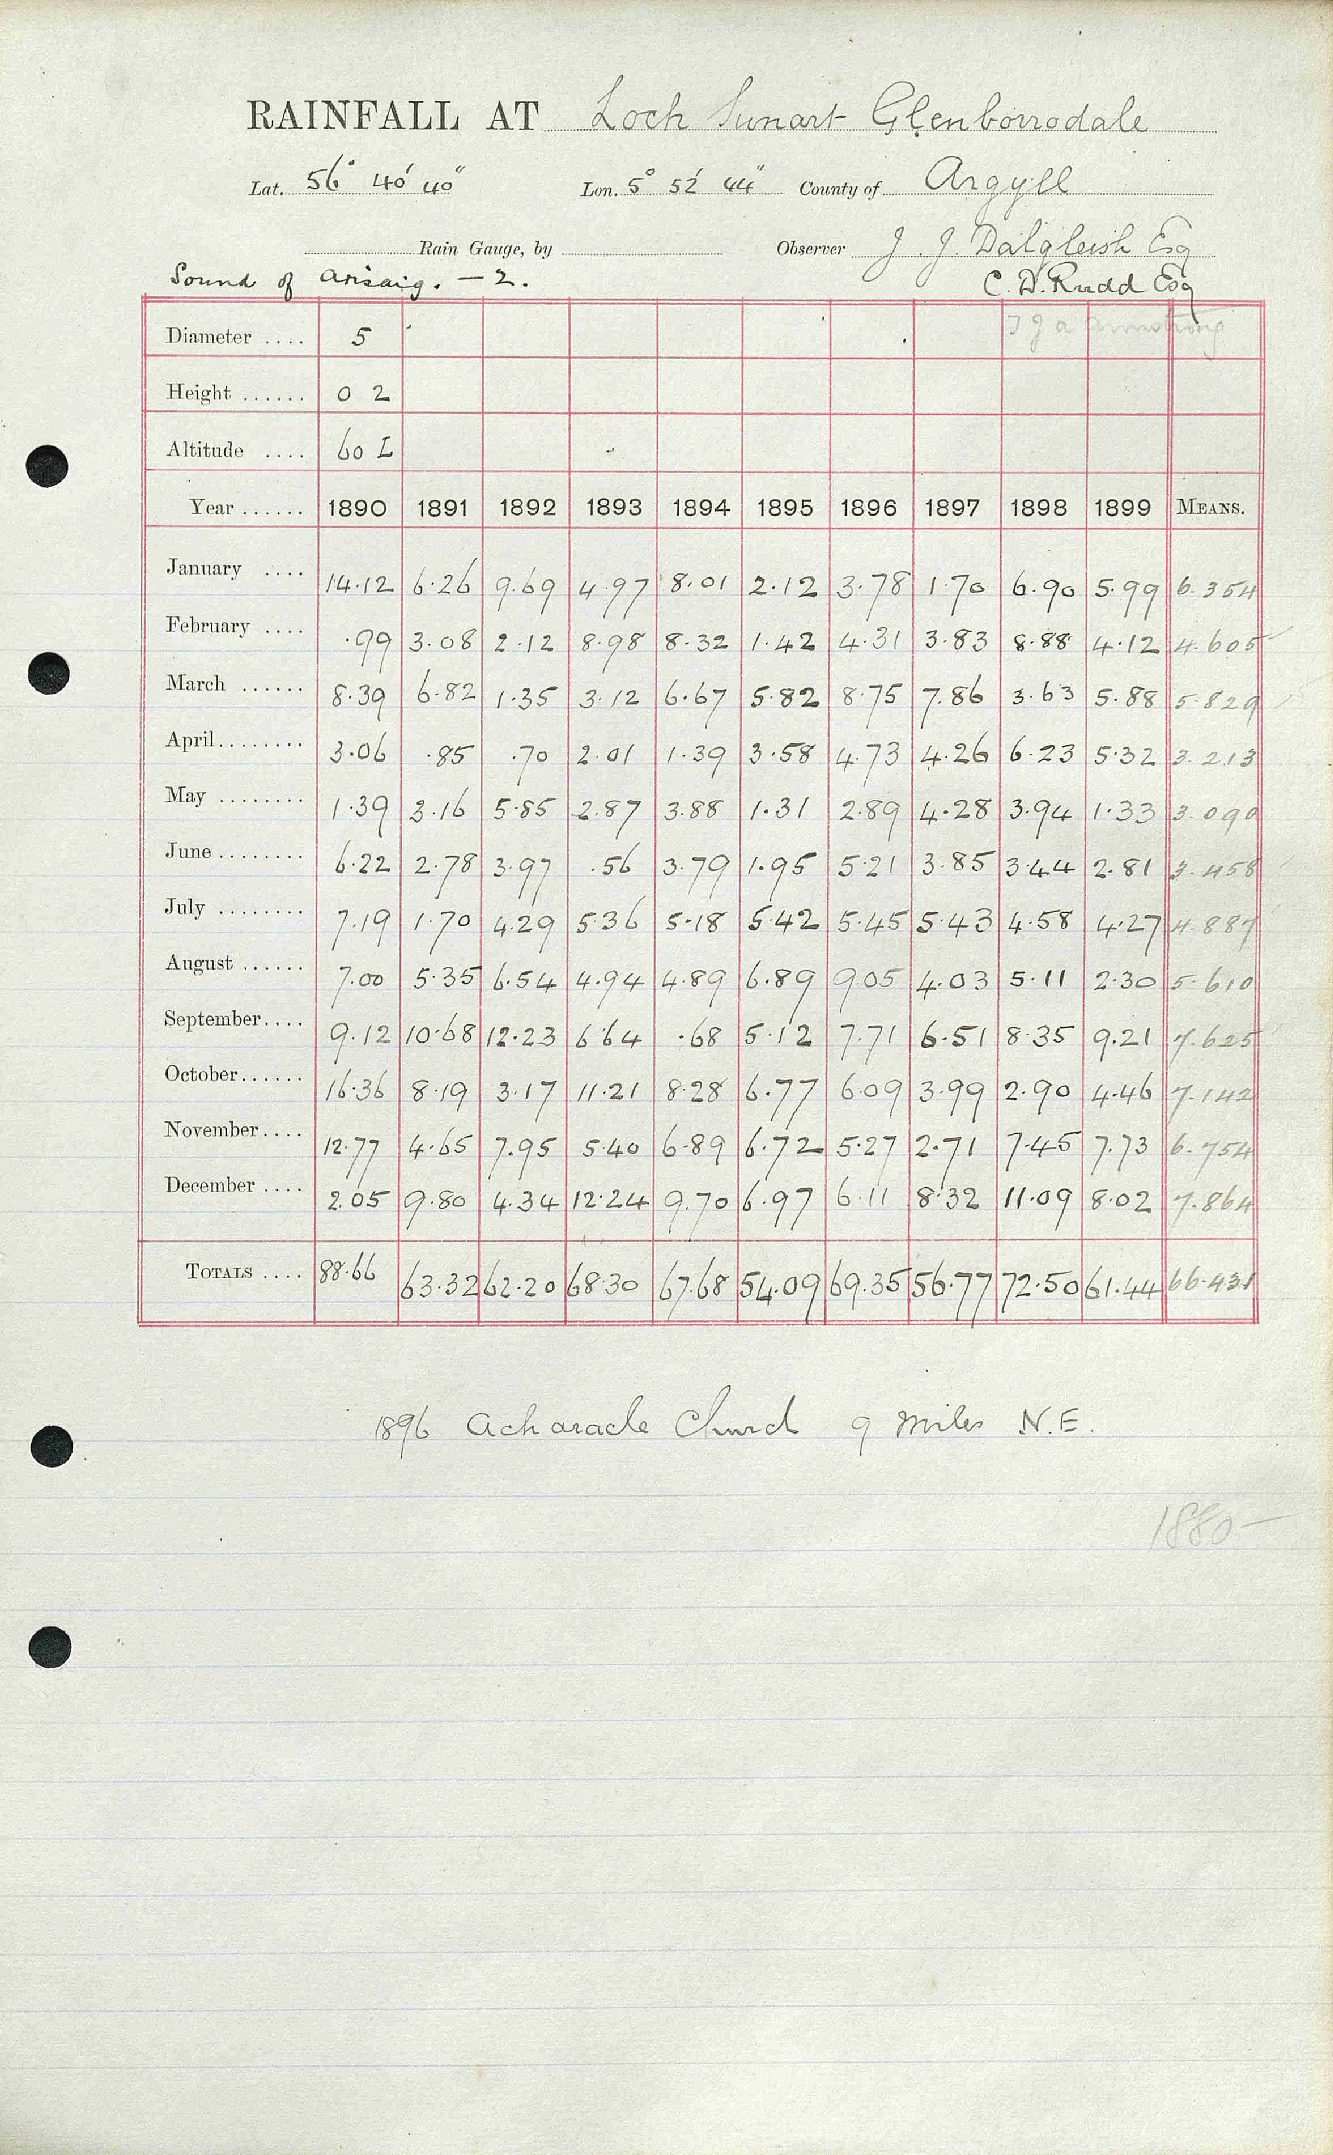 RAINFALL AT Loch Sunart Glenborrodale
Lat. 56° 40' 40" Lon. 5° 52' 44" County of Argyll
Rain Gauge, by Observer J. J. Dalgleish Esq
Sound of Arisaig. - 2. C. D. Rudd Esq
Diameter .... 5 Armstrong
Height ...... 0 2
Altitude .... 60 L
Year ...... 1890 1891 1892 1893 1894 1895 1896 1897 1898 1899 MEANS.
January .... 14.12 6.26 9.69 4.97 8.01 2.12 3.78 1.70 6.90 5.99 6.354
February .... .99 3.08 2.12 8.98 8.32 1.42 4.31 3.83 8.88 4.12 4.605
March ...... 8.39 6.82 1.35 3.12 6.67 5.82 8.75 7.86 3.63 5.88 5.829
April ........ 3.06 .85 .70 2.01 1.39 3.58 4.73 4.26 6.23 5.32 3.213
May ........ 1.39 3.16 5.85 2.87 3.88 1.31 2.89 4.28 3.94 1.33 3.090
June ........ 6.22 2.78 3.97 .56 3.79 1.95 5.21 3.85 3.44 2.81 3.458
July ........ 7.19 1.70 4.29 5.36 5.18 5.42 5.45 5.43 4.58 4.27 4.887
August ...... 7.00 5.35 6.54 4.94 4.89 6.89 9.05 4.03 5.11 2.30 5.610
September .... 9.12 10.68 12.23 6.64 .68 5.12 7.71 6.51 8.35 9.21 7.625
October ...... 16.36 8.19 3.17 11.21 8.28 6.77 6.09 3.99 2.90 4.46 7.142
November .... 12.77 4.65 7.95 5.40 6.89 6.72 5.27 2.71 7.45 7.73 6.754
December .... 2.05 9.80 4.34 12.24 9.70 6.97 6.11 8.32 11.09 8.02 7.864
TOTALS .... 88.66 63.32 62.20 68.30 67.68 54.09 69.35 56.77 72.50 61.44 66.431
1896 Acharacle Church 9 miles N.E.
1880-